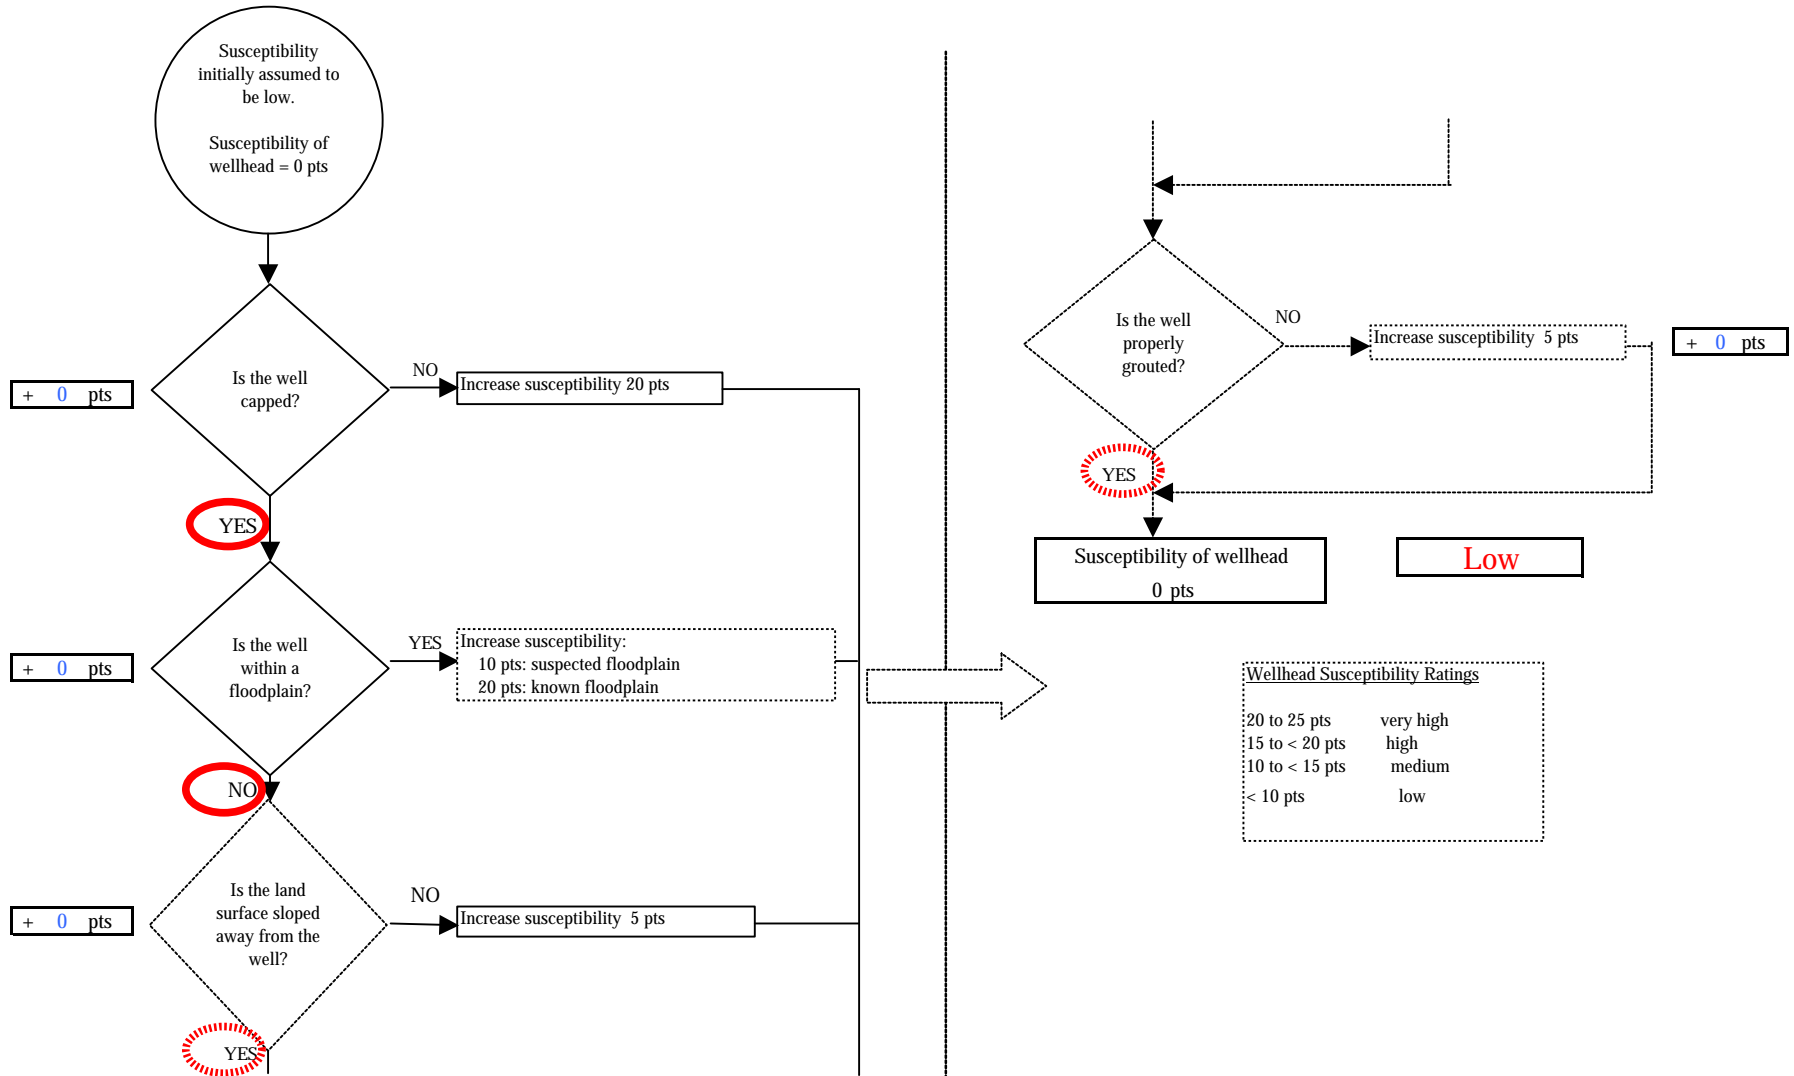 Susceptibility
initially assumed to
be low.
Susceptibility of
wellhead = 0 pts
Is the well
capped?
NO
Increase susceptibility 20 pts
+ 0 pts
YES
Is the well
within a
floodplain?
YES
Increase susceptibility:
10 pts: suspected floodplain
20 pts: known floodplain
+ 0 pts
NO
Is the land
surface sloped
away from the
well?
NO
Increase susceptibility 5 pts
+ 0 pts
YES
Is the well
properly
grouted?
NO
Increase susceptibility 5 pts
+ 0 pts
YES
Susceptibility of wellhead
0 pts
Low
Wellhead Susceptibility Ratings
20 to 25 pts very high
15 to < 20 pts high
10 to < 15 pts medium
< 10 pts low